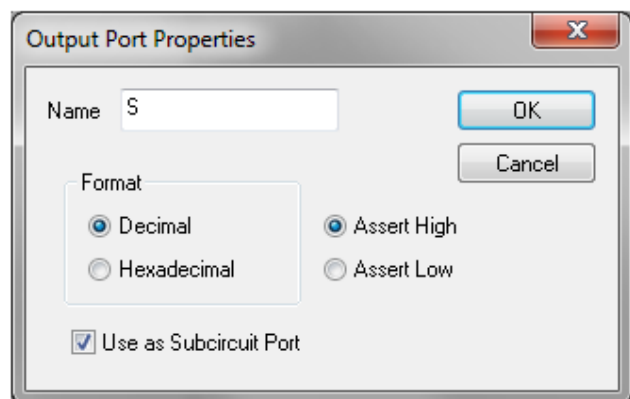 Output Port Properties
Name S
OK
Cancel
Format
Decimal
Assert High
Hexadecimal
Assert Low
Use as Subcircuit Port